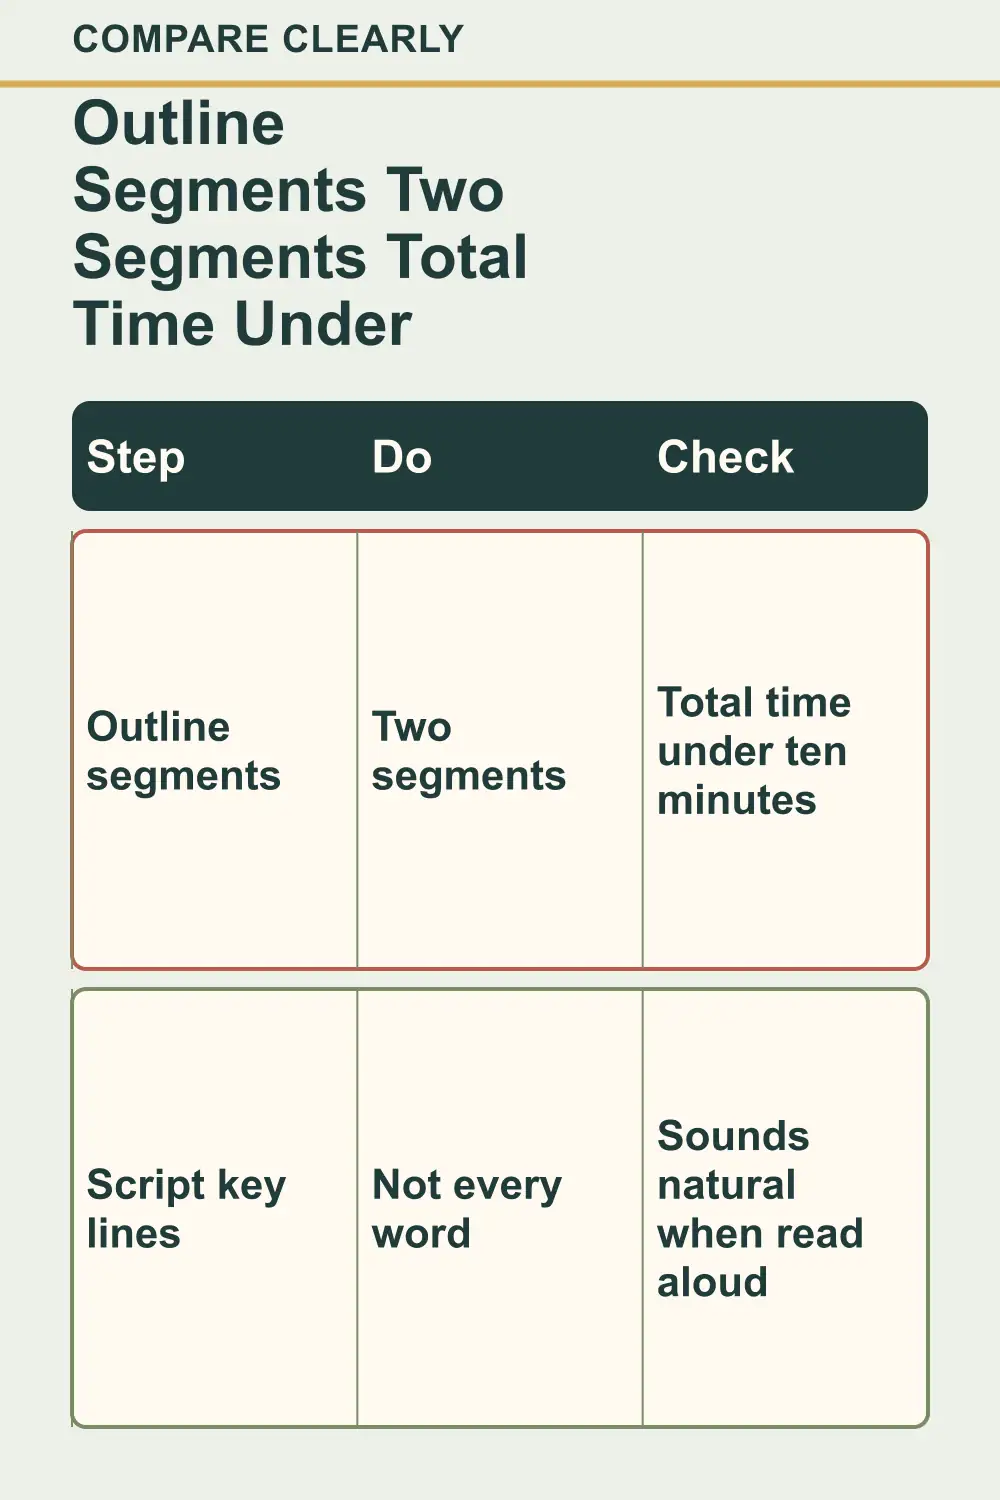 COMPARE CLEARLY
Outline
Segments Two
Segments Total
Time Under
Step
Do
Check
Outline
segments
Two
segments
Total time
under ten
minutes
Script key
lines
Not every
word
Sounds
natural
when read
aloud